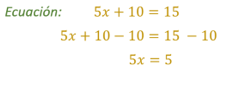 Ecuación: 5x + 10 = 15
5x + 10 − 10 = 15 − 10
5x = 5